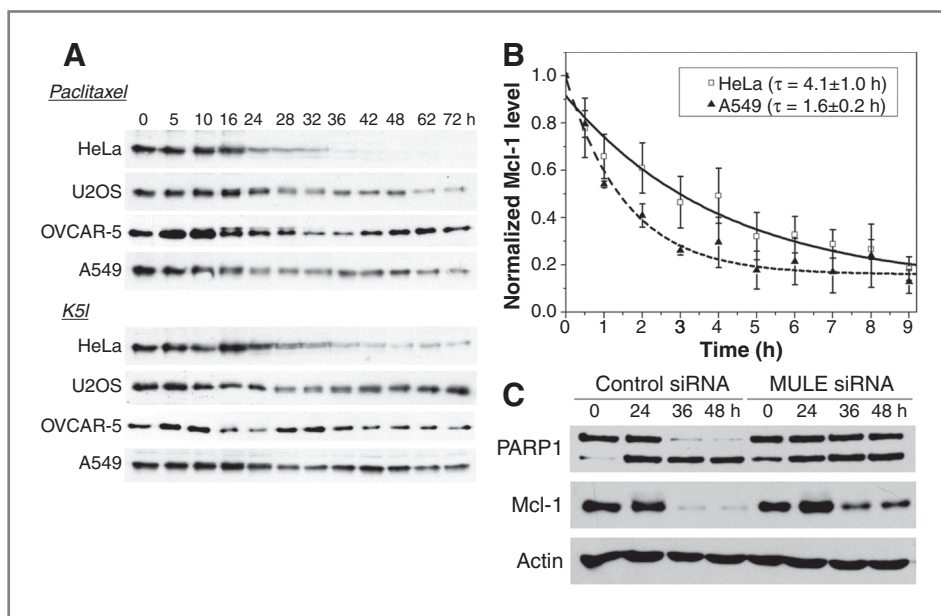 A
Paclitaxel
0 5 10 16 24 28 32 36 42 48 62 72 h
HeLa
U2OS
OVCAR-5
A549
K5I
HeLa
U2OS
OVCAR-5
A549
B
Normalized Mcl-1 level
1.0
0.8
0.6
0.4
0.2
0.0
HeLa (τ = 4.1±1.0 h)
A549 (τ = 1.6±0.2 h)
0 1 2 3 4 5 6 7 8 9
Time (h)
C
Control siRNA MULE siRNA
0 24 36 48 h 0 24 36 48 h
PARP1
Mcl-1
Actin